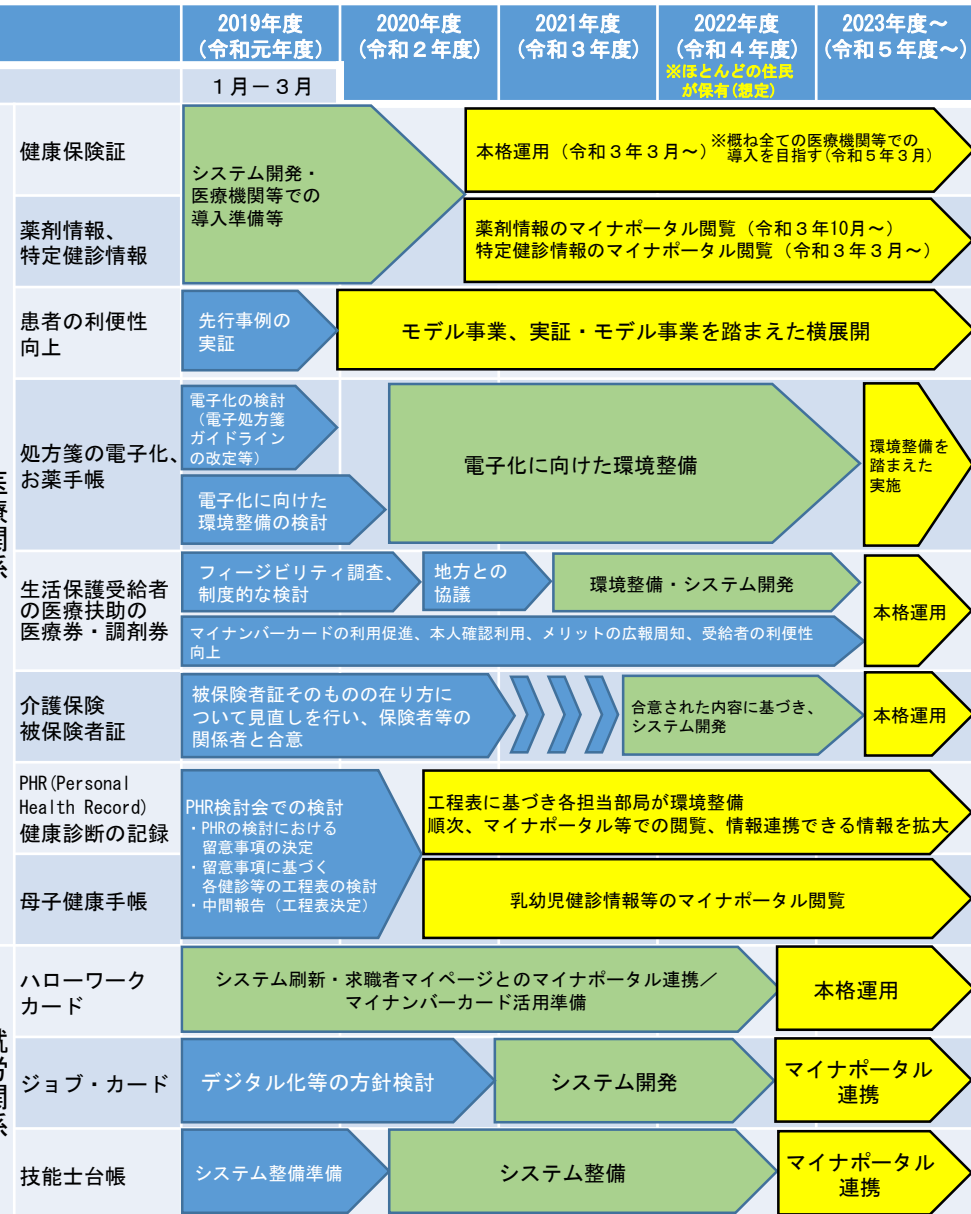 2019年度
（令和元年度）
2020年度
（令和２年度）
2021年度
（令和３年度）
2022年度
（令和４年度）
※ほとんどの住民
が保有(想定)
2023年度～
（令和５年度～）
１月－３月
医療関係
健康保険証
薬剤情報、
特定健診情報
システム開発・
医療機関等での
導入準備等
本格運用（令和３年３月～）
※概ね全ての医療機関等での
導入を目指す(令和５年３月)
薬剤情報のマイナポータル閲覧（令和３年10月～）
特定健診情報のマイナポータル閲覧（令和３年３月～）
患者の利便性
向上
先行事例の
実証
モデル事業、実証・モデル事業を踏まえた横展開
処方箋の電子化、
お薬手帳
電子化の検討
（電子処方箋
ガイドライン
の改定等）
電子化に向けた
環境整備の検討
電子化に向けた環境整備
環境整備を
踏まえた
実施
生活保護受給者
の医療扶助の
医療券・調剤券
フィージビリティ調査、
制度的な検討
地方との
協議
環境整備・システム開発
マイナンバーカードの利用促進、本人確認利用、メリットの広報周知、受給者の利便性
向上
本格運用
介護保険
被保険者証
被保険者証そのものの在り方に
ついて見直しを行い、保険者等の
関係者と合意
合意された内容に基づき、
システム開発
本格運用
PHR(Personal
Health Record)
健康診断の記録
母子健康手帳
PHR検討会での検討
・PHRの検討における
留意事項の決定
・留意事項に基づく
各健診等の工程表の検討
・中間報告（工程表決定）
工程表に基づき各担当部局が環境整備
順次、マイナポータル等での閲覧、情報連携できる情報を拡大
乳幼児健診情報等のマイナポータル閲覧
就労関係
ハローワーク
カード
システム刷新・求職者マイページとのマイナポータル連携／
マイナンバーカード活用準備
本格運用
ジョブ・カード
デジタル化等の方針検討
システム開発
マイナポータル
連携
技能士台帳
システム整備準備
システム整備
マイナポータル
連携